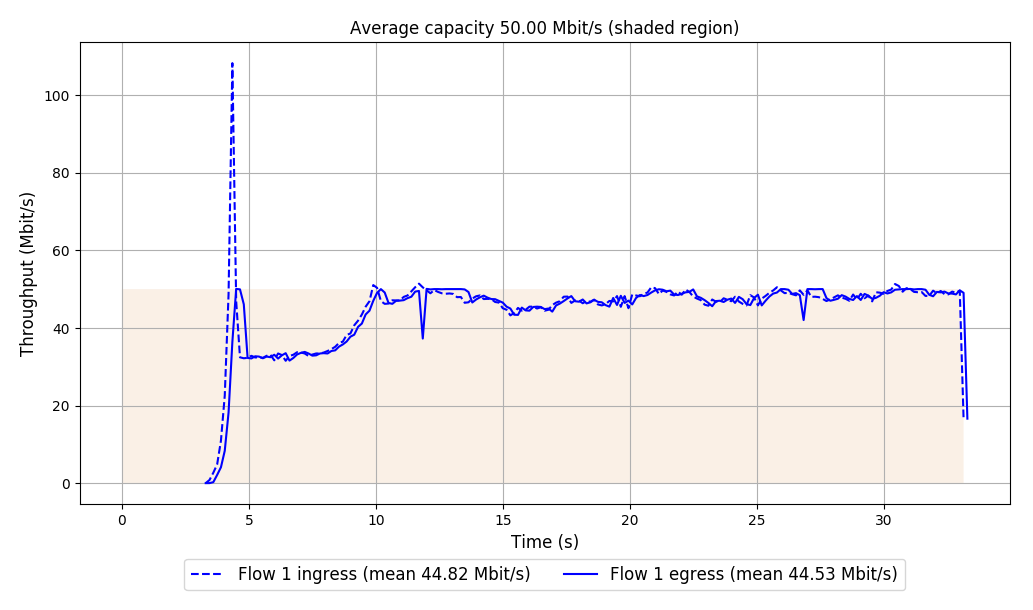 Average capacity 50.00 Mbit/s (shaded region)
Throughput (Mbit/s)
100
80
60
40
20
0
0 5 10 15 20 25 30
Time (s)
Flow 1 ingress (mean 44.82 Mbit/s) Flow 1 egress (mean 44.53 Mbit/s)